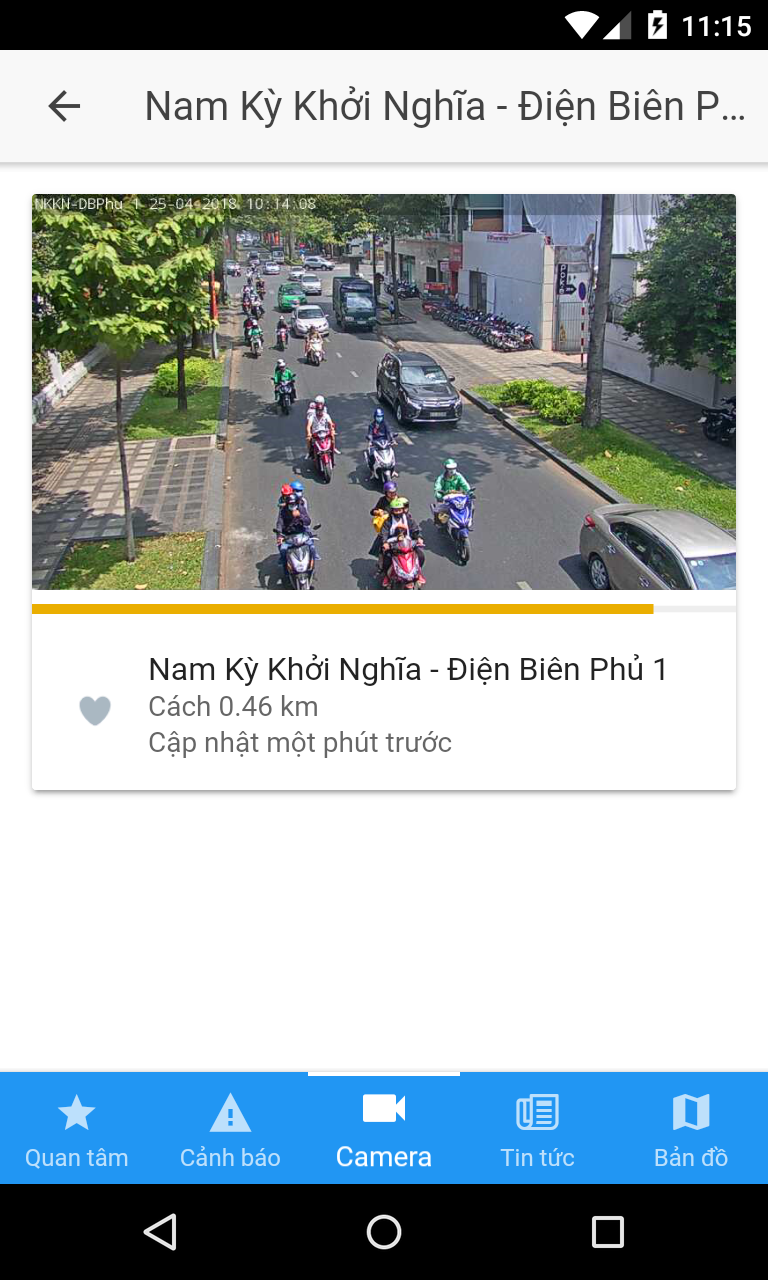 11:15
Nam Kỳ Khởi Nghĩa - Điện Biên P...
NKKN-DBPhu 1 25-04-2018 10:14:08
Nam Kỳ Khởi Nghĩa - Điện Biên Phủ 1
Cách 0.46 km
Cập nhật một phút trước
Quan tâm
Cảnh báo
Camera
Tin tức
Bản đồ